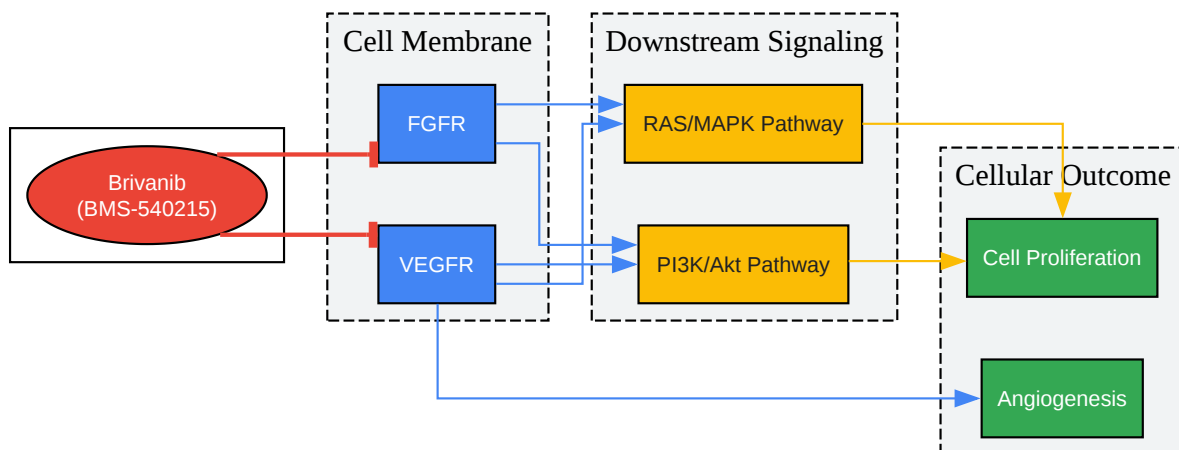 Cell Membrane
Downstream Signaling
FGFR
RAS/MAPK Pathway
Brivanib
(BMS-540215)
Cellular Outcome
VEGFR
PI3K/Akt Pathway
Cell Proliferation
Angiogenesis